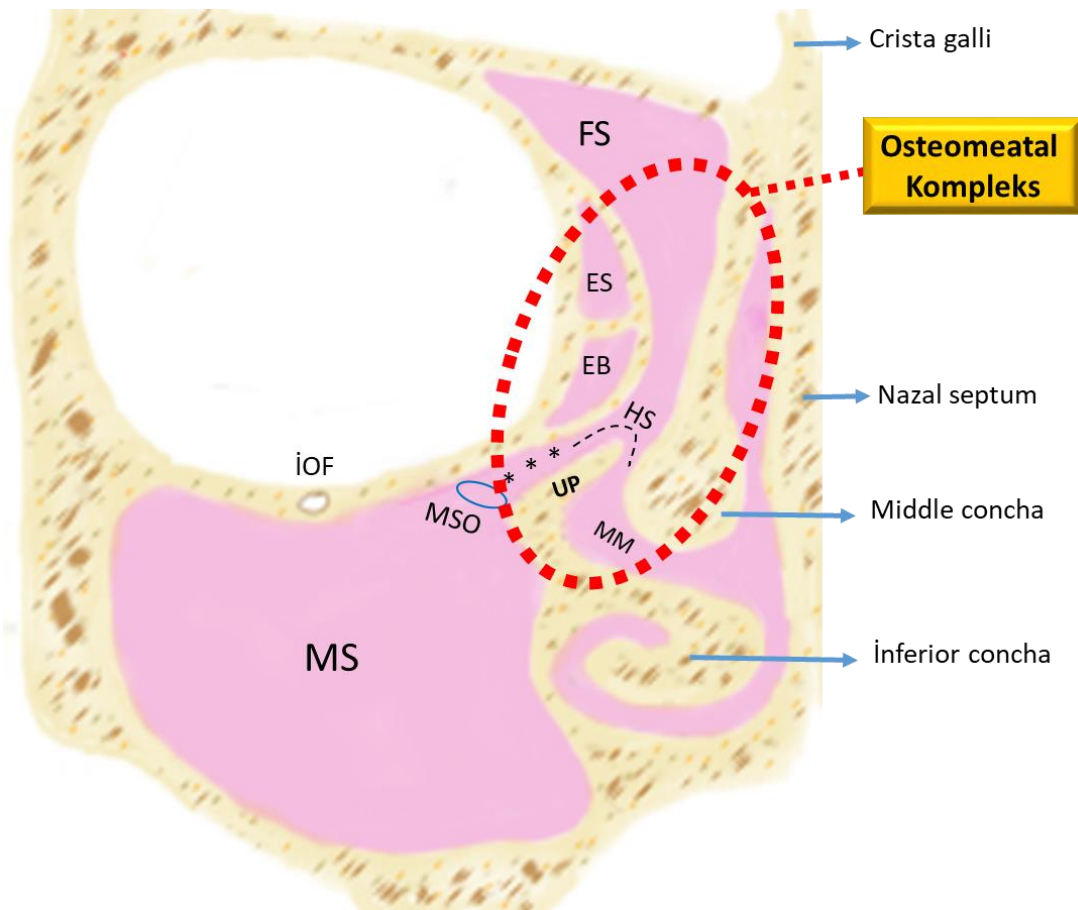 Crista galli
FS
Osteomeatal
Kompleks
ES
EB
Nazal septum
HS
* * *
İOF
UP
MSO
Middle concha
MM
MS
İnferior concha